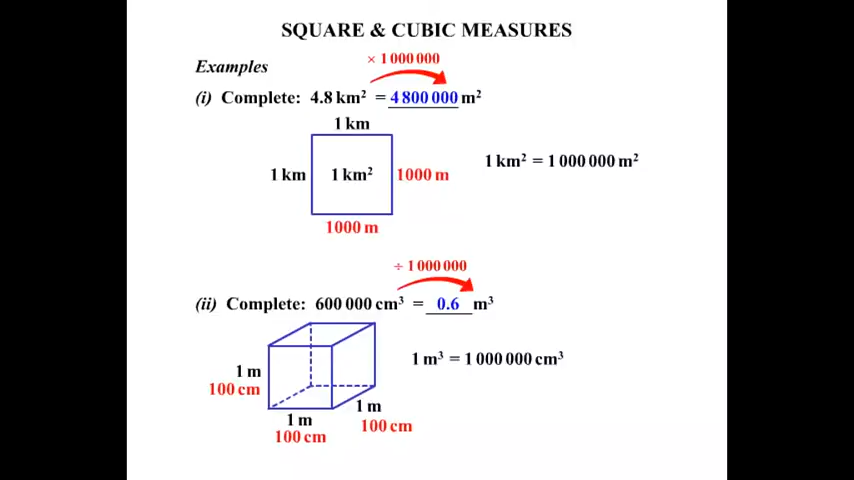 SQUARE & CUBIC MEASURES
× 1 000 000
Examples
(i) Complete: 4.8 km² = 4 800 000 m²
1 km
1 km
1 km²
1000 m
1 km² = 1 000 000 m²
1000 m
÷ 1 000 000
(ii) Complete: 600 000 cm³ = 0.6 m³
1 m³ = 1 000 000 cm³
1 m
100 cm
1 m
100 cm
1 m
100 cm